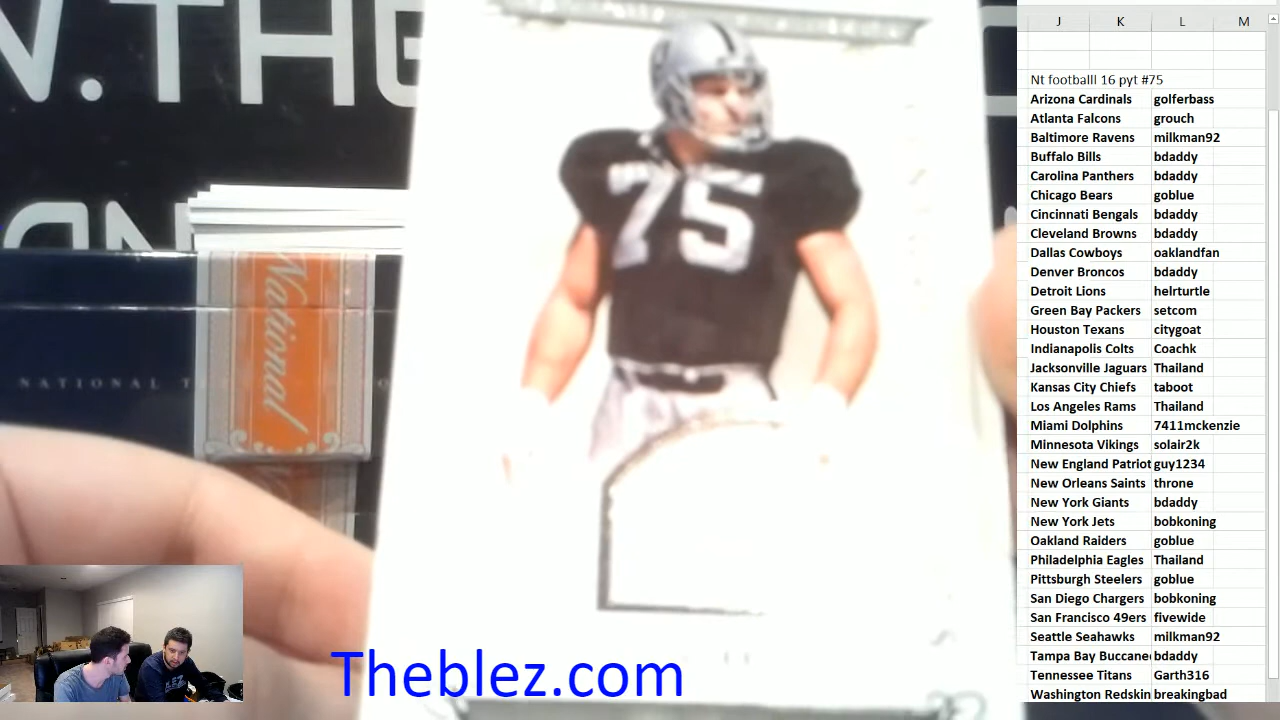 J K L M
Nt footballl 16 pyt #75
Arizona Cardinals golferbass
Atlanta Falcons grouch
Baltimore Ravens milkman92
Buffalo Bills bdaddy
Carolina Panthers bdaddy
Chicago Bears goblue
Cincinnati Bengals bdaddy
Cleveland Browns bdaddy
Dallas Cowboys oaklandfan
Denver Broncos bdaddy
Detroit Lions helrturtle
Green Bay Packers setcom
Houston Texans citygoat
Indianapolis Colts Coachk
Jacksonville Jaguars Thailand
Kansas City Chiefs taboot
Los Angeles Rams Thailand
Miami Dolphins 7411mckenzie
Minnesota Vikings solair2k
New England Patriot guy1234
New Orleans Saints throne
New York Giants bdaddy
New York Jets bobkoning
Oakland Raiders goblue
Philadelphia Eagles Thailand
Pittsburgh Steelers goblue
San Diego Chargers bobkoning
San Francisco 49ers fivewide
Seattle Seahawks milkman92
Tampa Bay Buccane bdaddy
Tennessee Titans Garth316
Washington Redskin breakingbad
W.THE
75
National
NATIONAL
Theblez.com